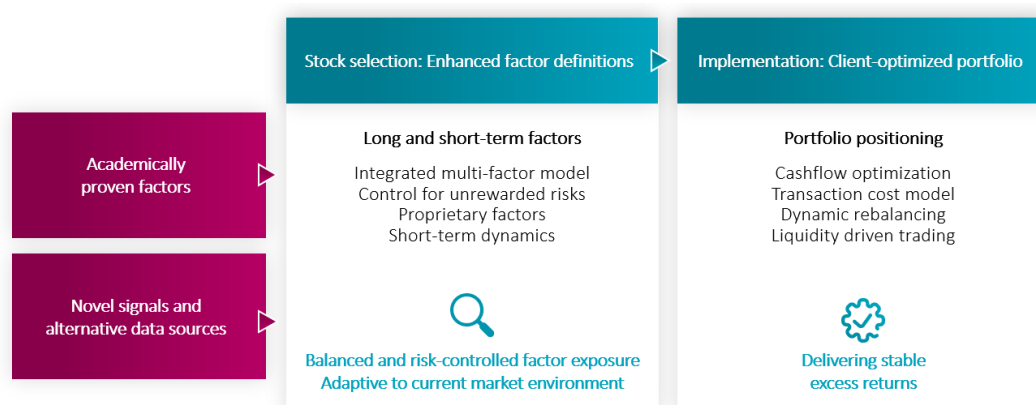 Academically
proven factors
Novel signals and
alternative data sources
Stock selection: Enhanced factor definitions
Long and short-term factors
Integrated multi-factor model
Control for unrewarded risks
Proprietary factors
Short-term dynamics
Balanced and risk-controlled factor exposure
Adaptive to current market environment
Implementation: Client-optimized portfolio
Portfolio positioning
Cashflow optimization
Transaction cost model
Dynamic rebalancing
Liquidity driven trading
Delivering stable
excess returns